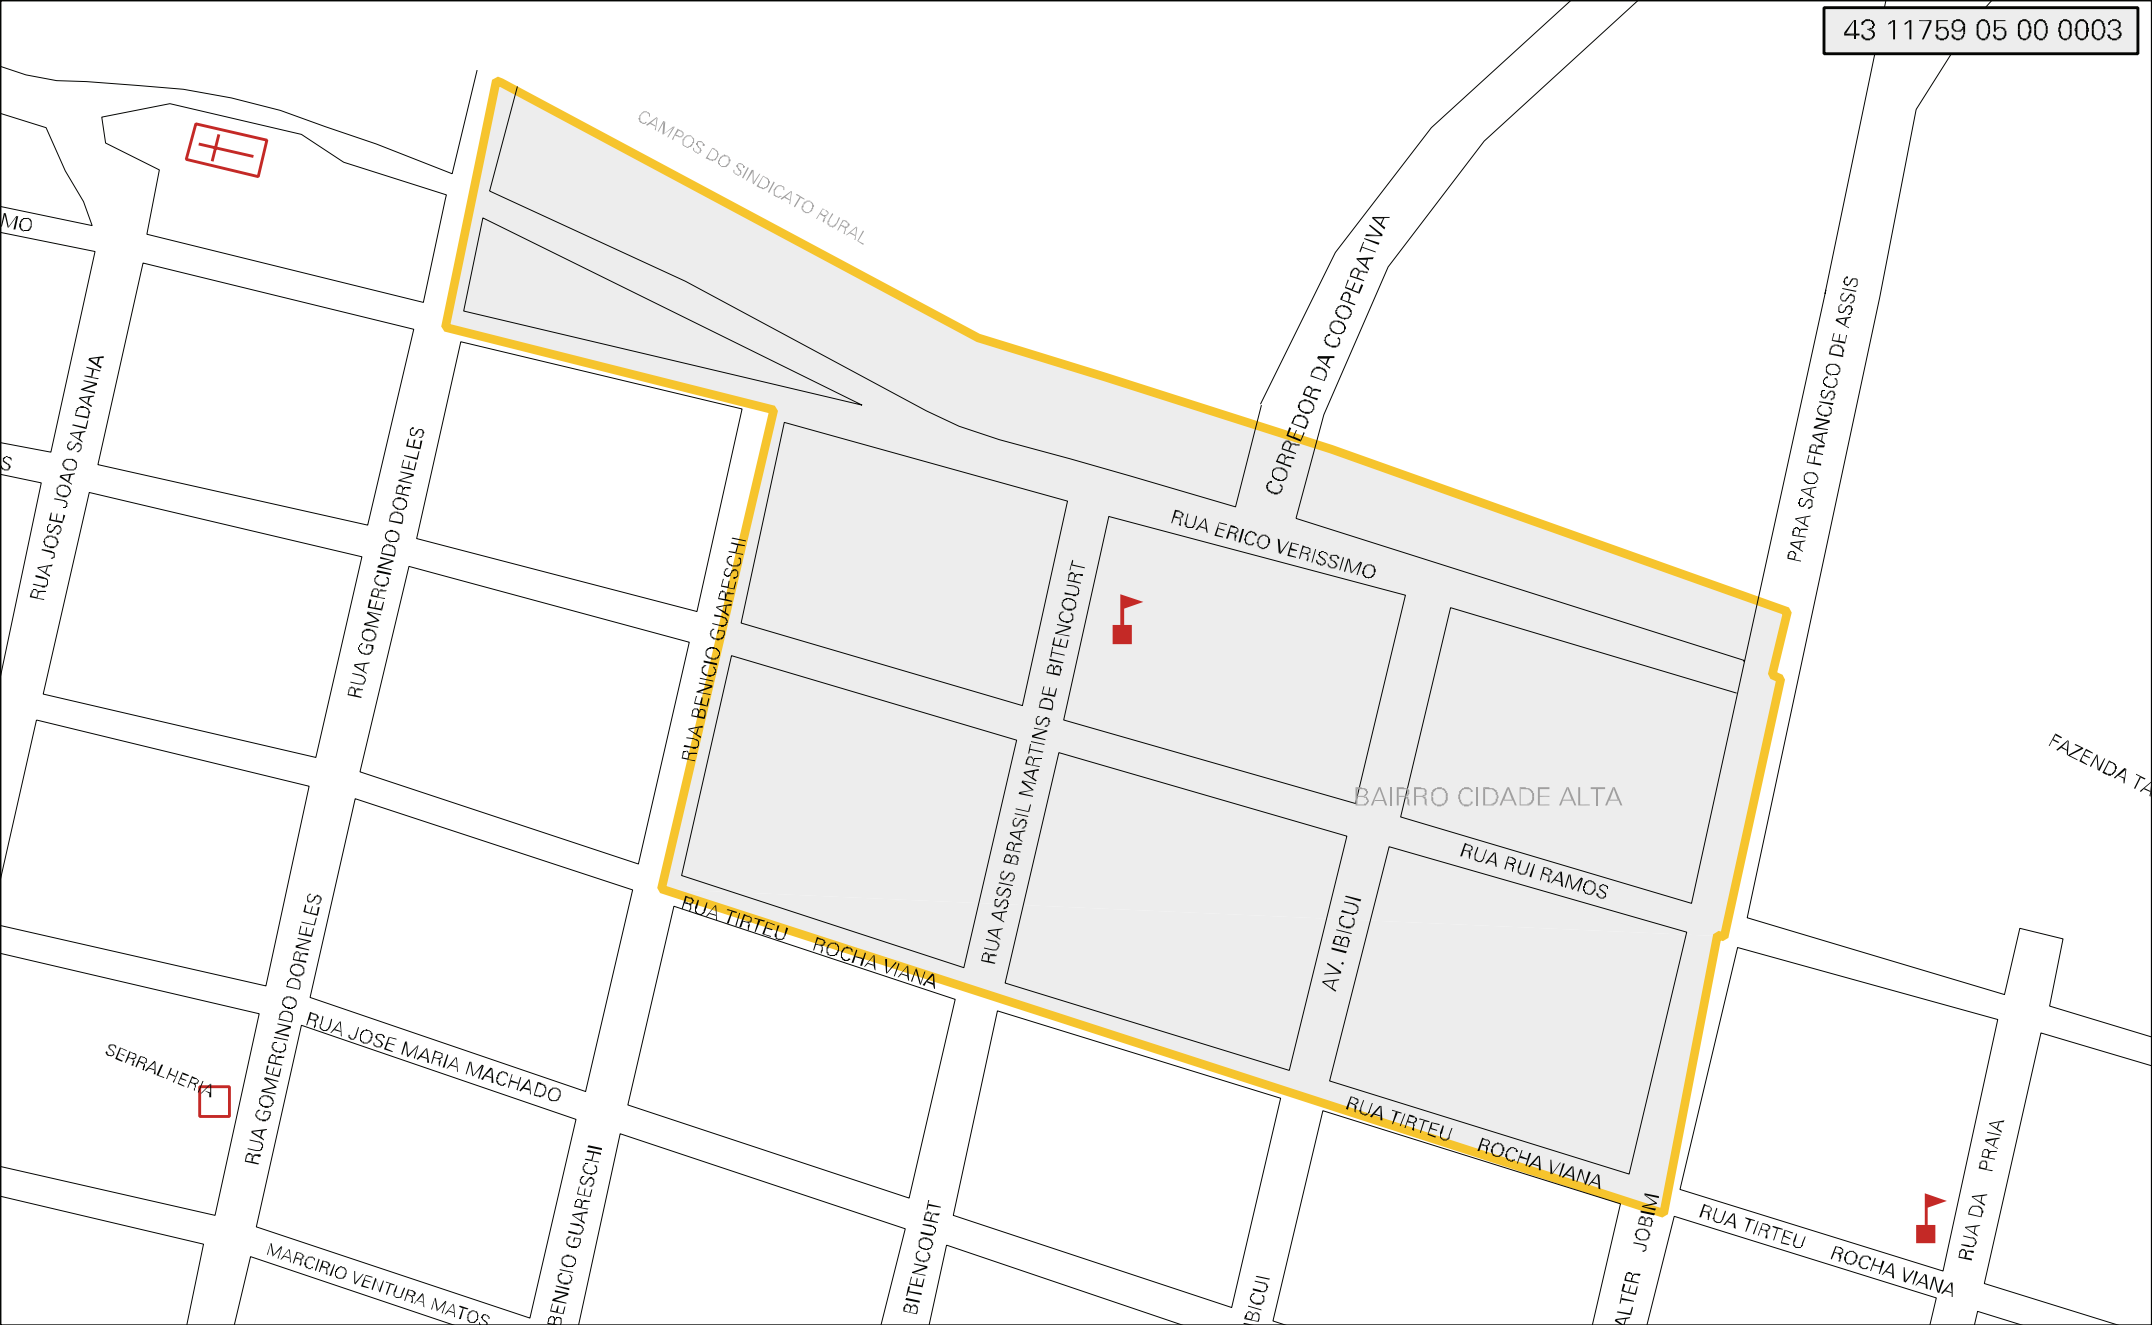 43 11759 05 00 0003
CAMPOS DO SINDICATO RURAL
MO
CORREDOR DA COOPERATIVA
PARA SAO FRANCISCO DE ASSIS
RUA JOSE JOAO SALDANHA
S
RUA GOMERCINDO DORNELES
RUA ERICO VERISSIMO
RUA BENICIO GUARESCHI
RUA ASSIS BRASIL MARTINS DE BITENCOURT
FAZENDA TA
BAIRRO CIDADE ALTA
RUA RUI RAMOS
RUA TIRTEU ROCHA VIANA
AV. IBICUI
RUA GOMERCINDO DORNELES
RUA JOSE MARIA MACHADO
SERRALHERIA
RUA TIRTEU ROCHA VIANA
RUA DA PRAIA
BENICIO GUARESCHI
BITENCOURT
ALTER JOBIM
RUA TIRTEU ROCHA VIANA
MARCIRIO VENTURA MATOS
BICUI